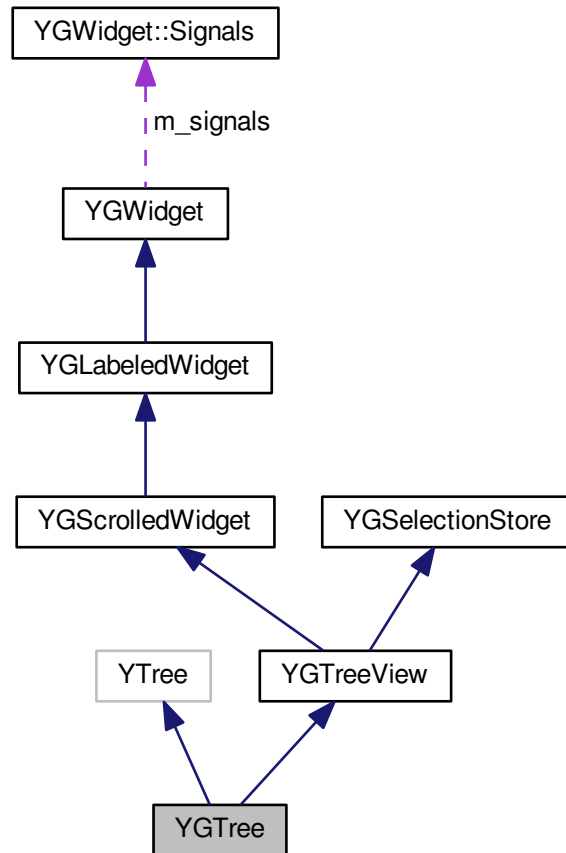 YGWidget::Signals
m_signals
YGWidget
YGLabeledWidget
YGScrolledWidget
YGSelectionStore
YTree
YGTreeView
YGTree